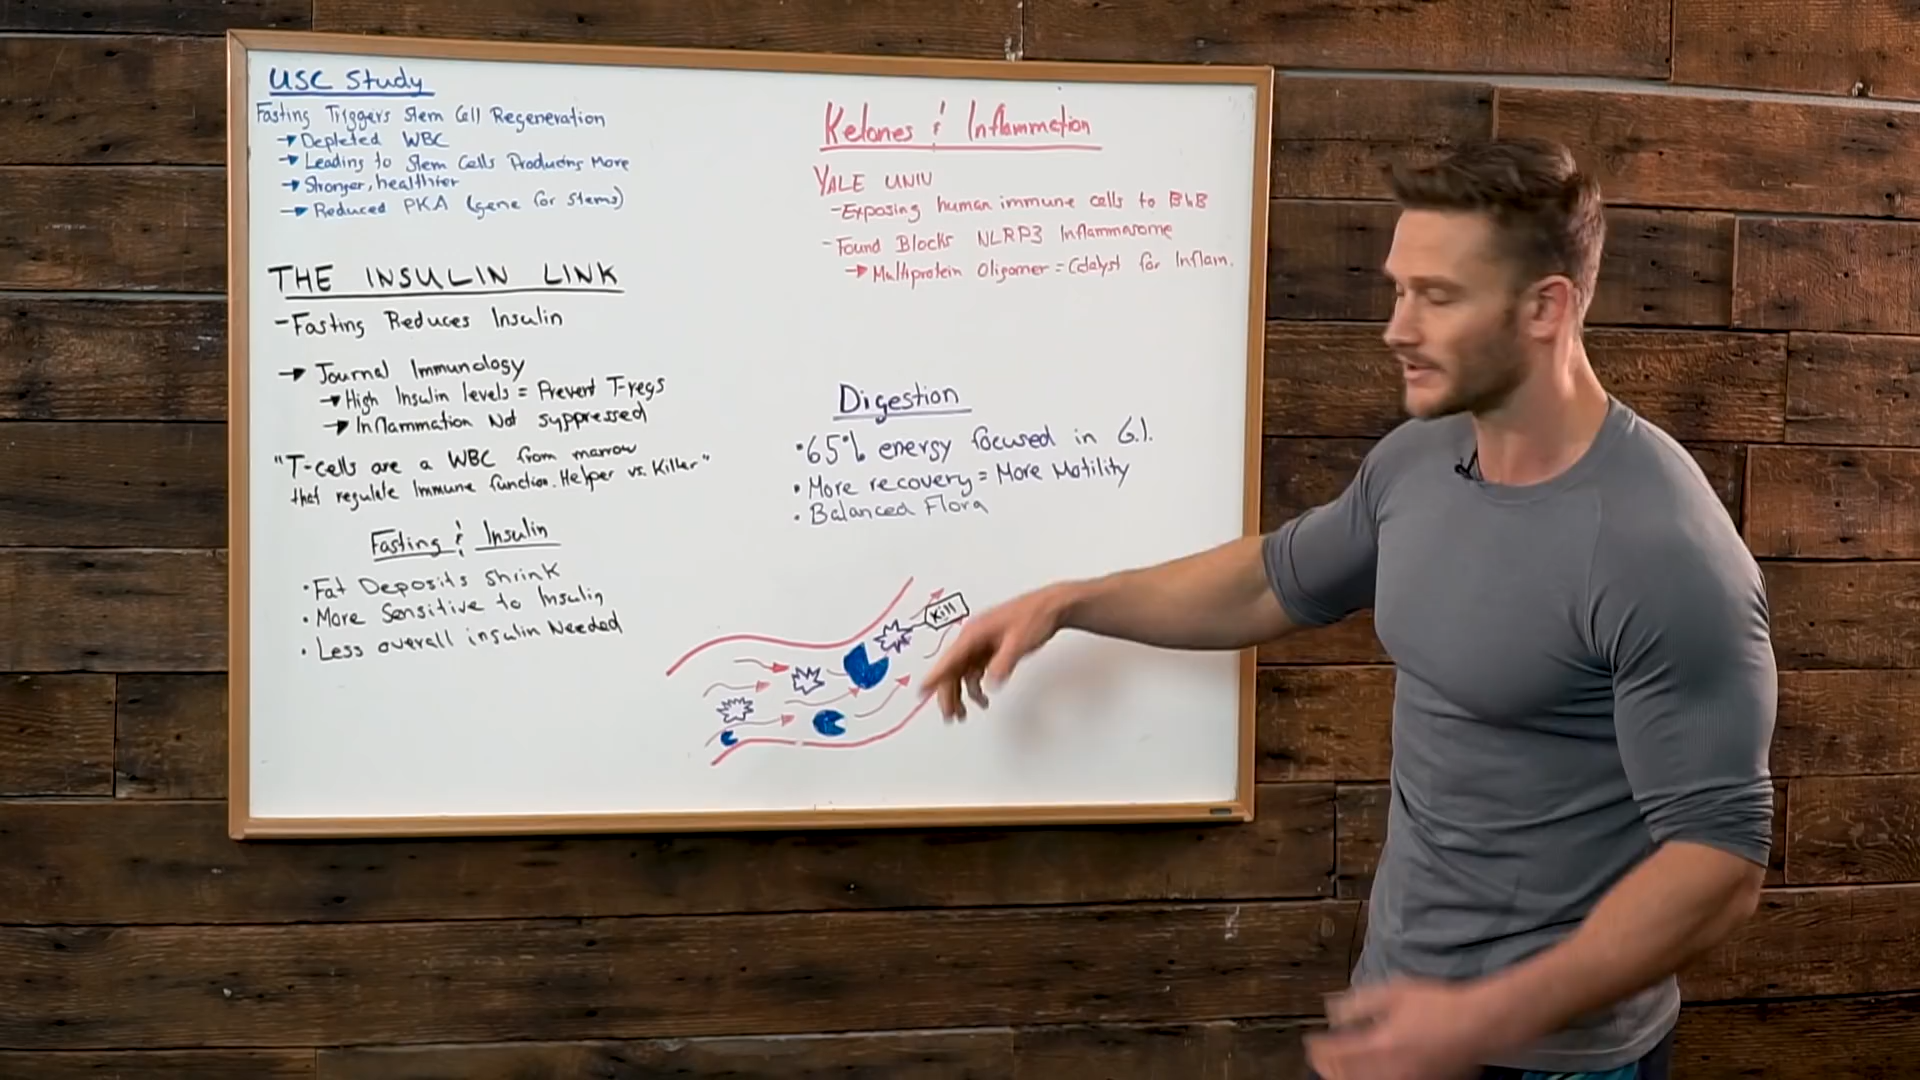 USC Study
Fasting Triggers Stem Cell Regeneration
→ Depleted WBC
→ Leading to Stem Cells Producing More
→ Stronger, healthier
→ Reduced PKA (gene for stems)
THE INSULIN LINK
- Fasting Reduces Insulin
→ Journal Immunology
→ High Insulin levels = Prevent T-regs
→ Inflammation Not suppressed
"T-cells are a WBC from marrow
that regulate Immune function. Helper vs. Killer"
Fasting & Insulin
• Fat Deposits Shrink
• More Sensitive to Insulin
• Less overall insulin Needed
Ketones & Inflammation
YALE UNIV
- Exposing human immune cells to BhB
- Found Blocks NLRP3 Inflammasome
→ Multiprotein Oligomer = Catalyst for Inflam.
Digestion
• 65% energy focused in G.I.
• More recovery = More Motility
• Balanced Flora
Kill